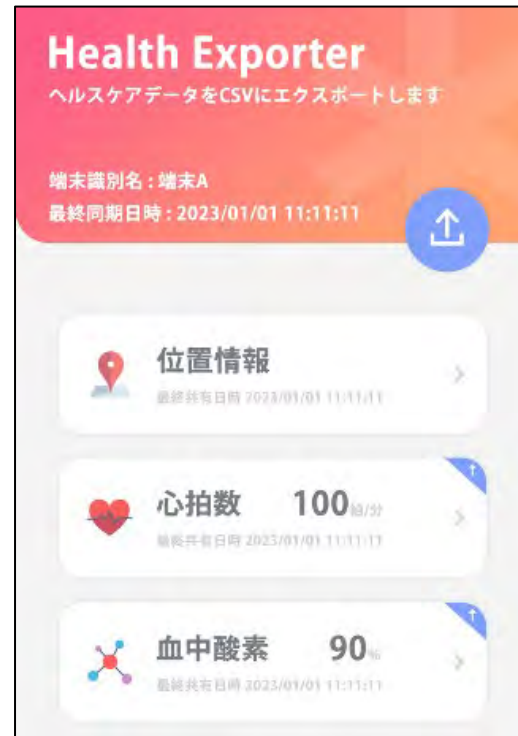 Health Exporter
ヘルスケアデータをCSVにエクスポートします
端末識別名 : 端末A
最終同期日時 : 2023/01/01 11:11:11
位置情報
最終共有日時 2023/01/01 11:11:11
心拍数 100 拍/分
最終共有日時 2023/01/01 11:11:11
血中酸素 90 %
最終共有日時 2023/01/01 11:11:11